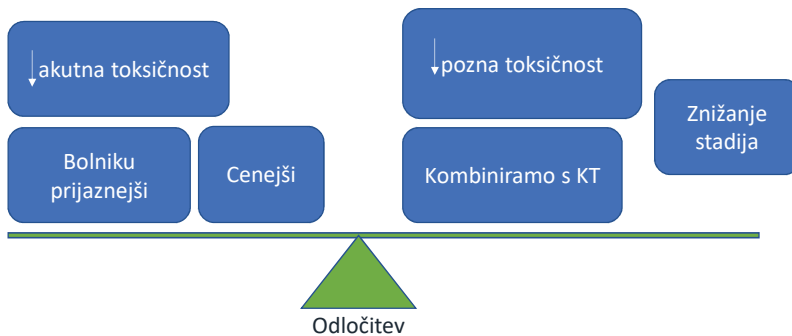 ↓akutna toksičnost
Bolniku
prijaznejši
Cenejši
↓pozna toksičnost
Kombiniramo s KT
Znižanje
stadija
Odločitev